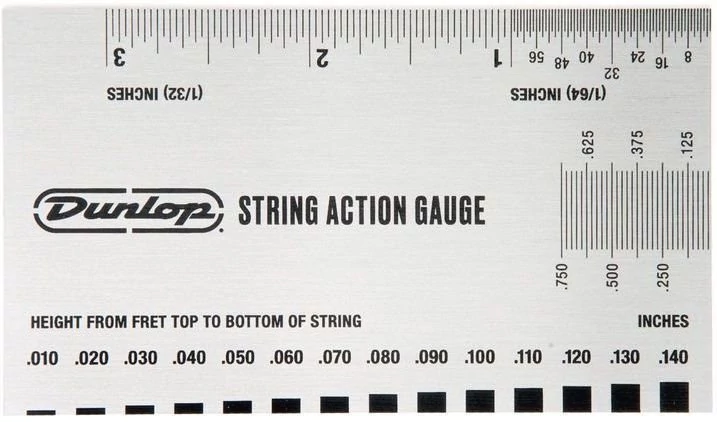 3 2 1 56 48 40 32 24 16 8
(1/32) INCHES (1/64) INCHES
.625 .375 .125
Dunlop. STRING ACTION GAUGE
.750 .500 .250
HEIGHT FROM FRET TOP TO BOTTOM OF STRING INCHES
.010 .020 .030 .040 .050 .060 .070 .080 .090 .100 .110 .120 .130 .140